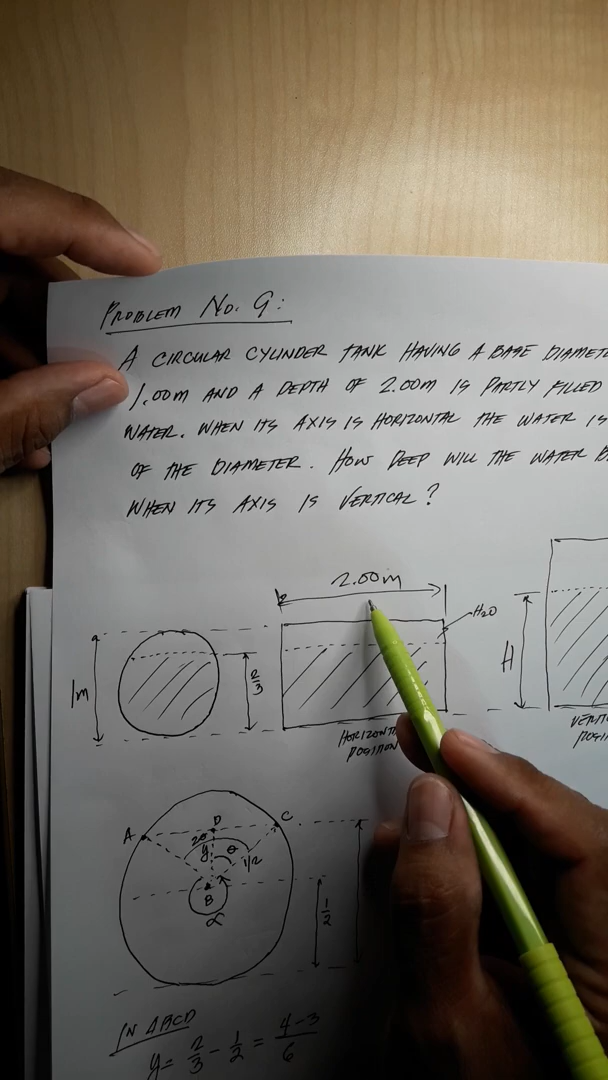 PROBLEM No. 9:
A CIRCULAR CYLINDER TANK HAVING A BASE
1.00m AND A DEPTH OF 2.00m IS PARTLY FILLED
WATER. WHEN ITS AXIS IS HORIZONTAL THE WATER IS
OF THE DIAMETER. HOW DEEP WILL THE WATER
WHEN ITS AXIS IS VERTICAL?
2.00m
H2O
1m
2/3
H
HORIZONTAL
POSITION
A
D
C
2θ
y
θ
1/2
B
α
1/2
IN ΔBCD
y = 2/3 - 1/2 = 4-3/6